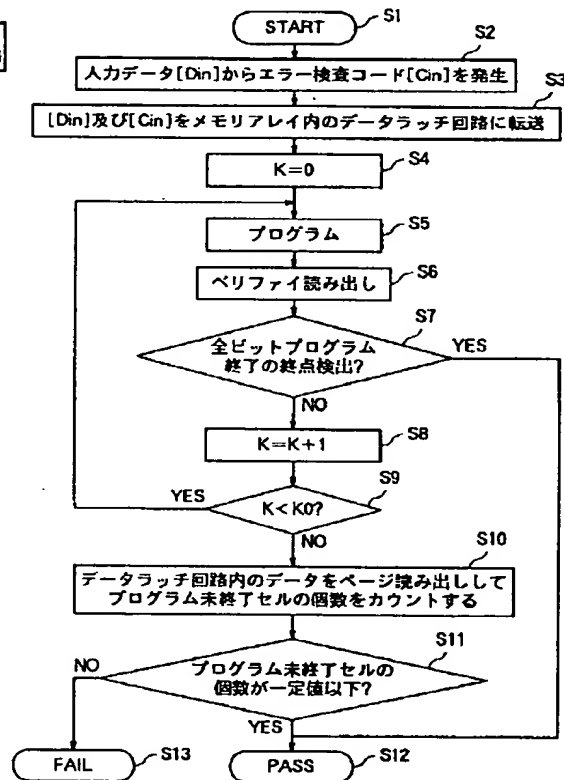 START
S1
S2
人力データ[Din]からエラー検査コード[Cin]を発生
S3
[Din]及び[Cin]をメモリアレイ内のデータラッチ回路に転送
S4
K=0
S5
プログラム
S6
ベリファイ読み出し
S7
全ビットプログラム
終了の終点検出?
YES
NO
S8
K=K+1
S9
YES
K<K0?
NO
S10
データラッチ回路内のデータをページ読み出しして
プログラム未終了セルの個数をカウントする
S11
NO
プログラム未終了セルの
個数が一定値以下?
YES
FAIL
S13
PASS
S12